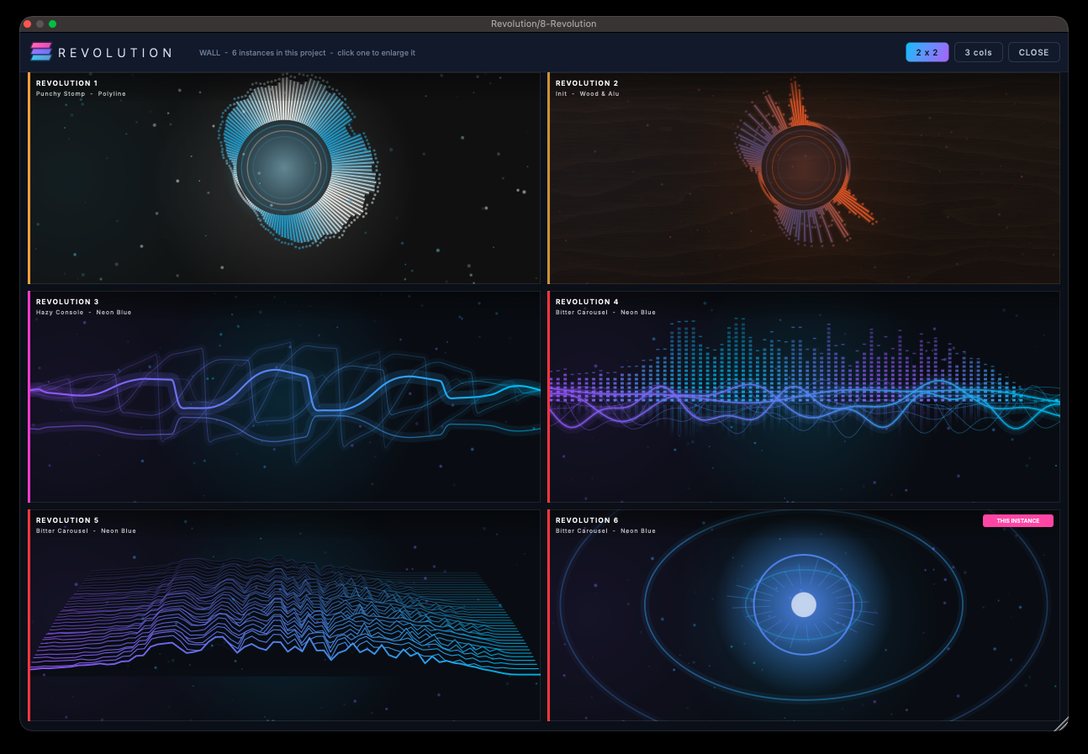 Revolution/8-Revolution
REVOLUTION
WALL - 6 instances in this project - click one to enlarge it
2 x 2
3 cols
CLOSE
REVOLUTION 1
Punchy Stomp - Polyline
REVOLUTION 2
Init - Wood & Alu
REVOLUTION 3
Hazy Console - Neon Blue
REVOLUTION 4
Bitter Carousel - Neon Blue
REVOLUTION 5
Bitter Carousel - Neon Blue
REVOLUTION 6
Bitter Carousel - Neon Blue
THIS INSTANCE